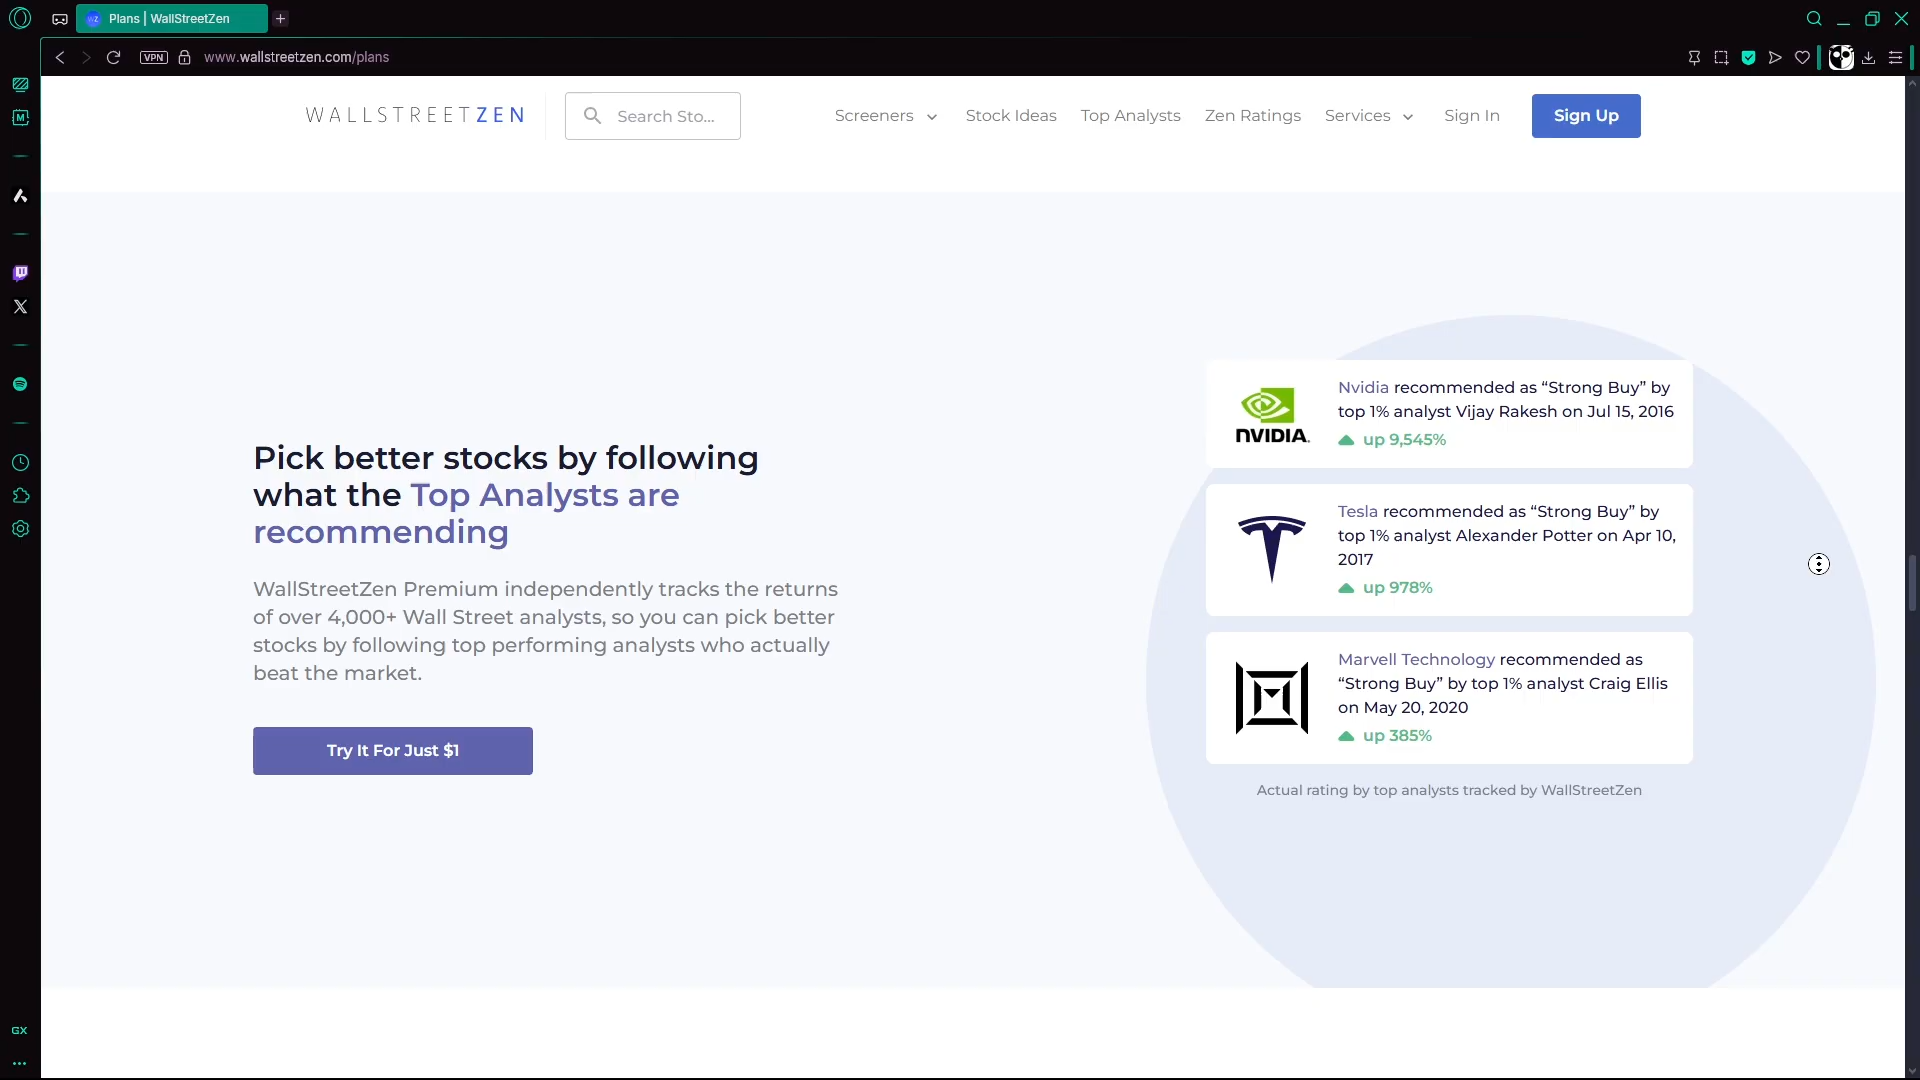 Plans | WallStreetZen
VPN
www.wallstreetzen.com/plans
WALLSTREETZEN
Search Sto...
Screeners
Stock Ideas
Top Analysts
Zen Ratings
Services
Sign In
Sign Up
Pick better stocks by following
what the Top Analysts are
recommending
WallStreetZen Premium independently tracks the returns
of over 4,000+ Wall Street analysts, so you can pick better
stocks by following top performing analysts who actually
beat the market.
Try It For Just $1
NVIDIA.
Nvidia recommended as “Strong Buy” by
top 1% analyst Vijay Rakesh on Jul 15, 2016
up 9,545%
Tesla recommended as “Strong Buy” by
top 1% analyst Alexander Potter on Apr 10,
2017
up 978%
Marvell Technology recommended as
“Strong Buy” by top 1% analyst Craig Ellis
on May 20, 2020
up 385%
Actual rating by top analysts tracked by WallStreetZen
GX